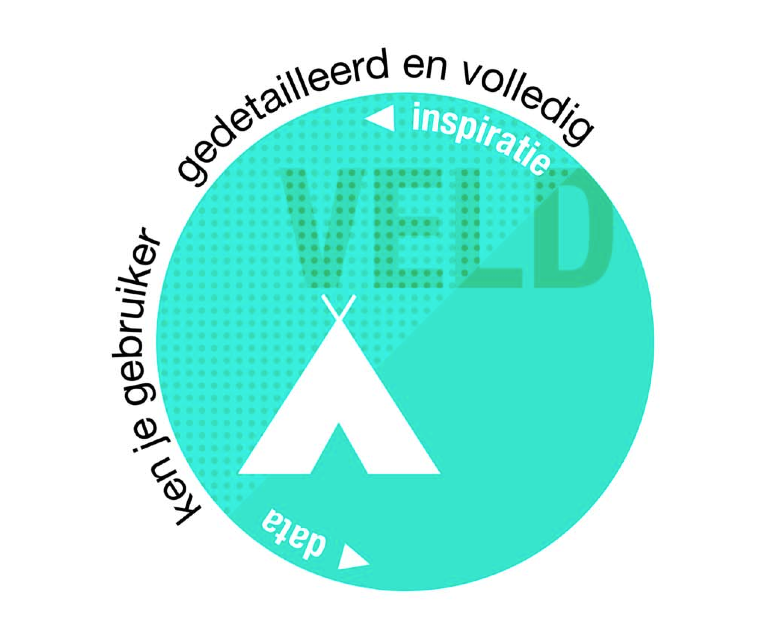 gedetailleerd en volledig
inspiratie
VELD
ken je gebruiker
data